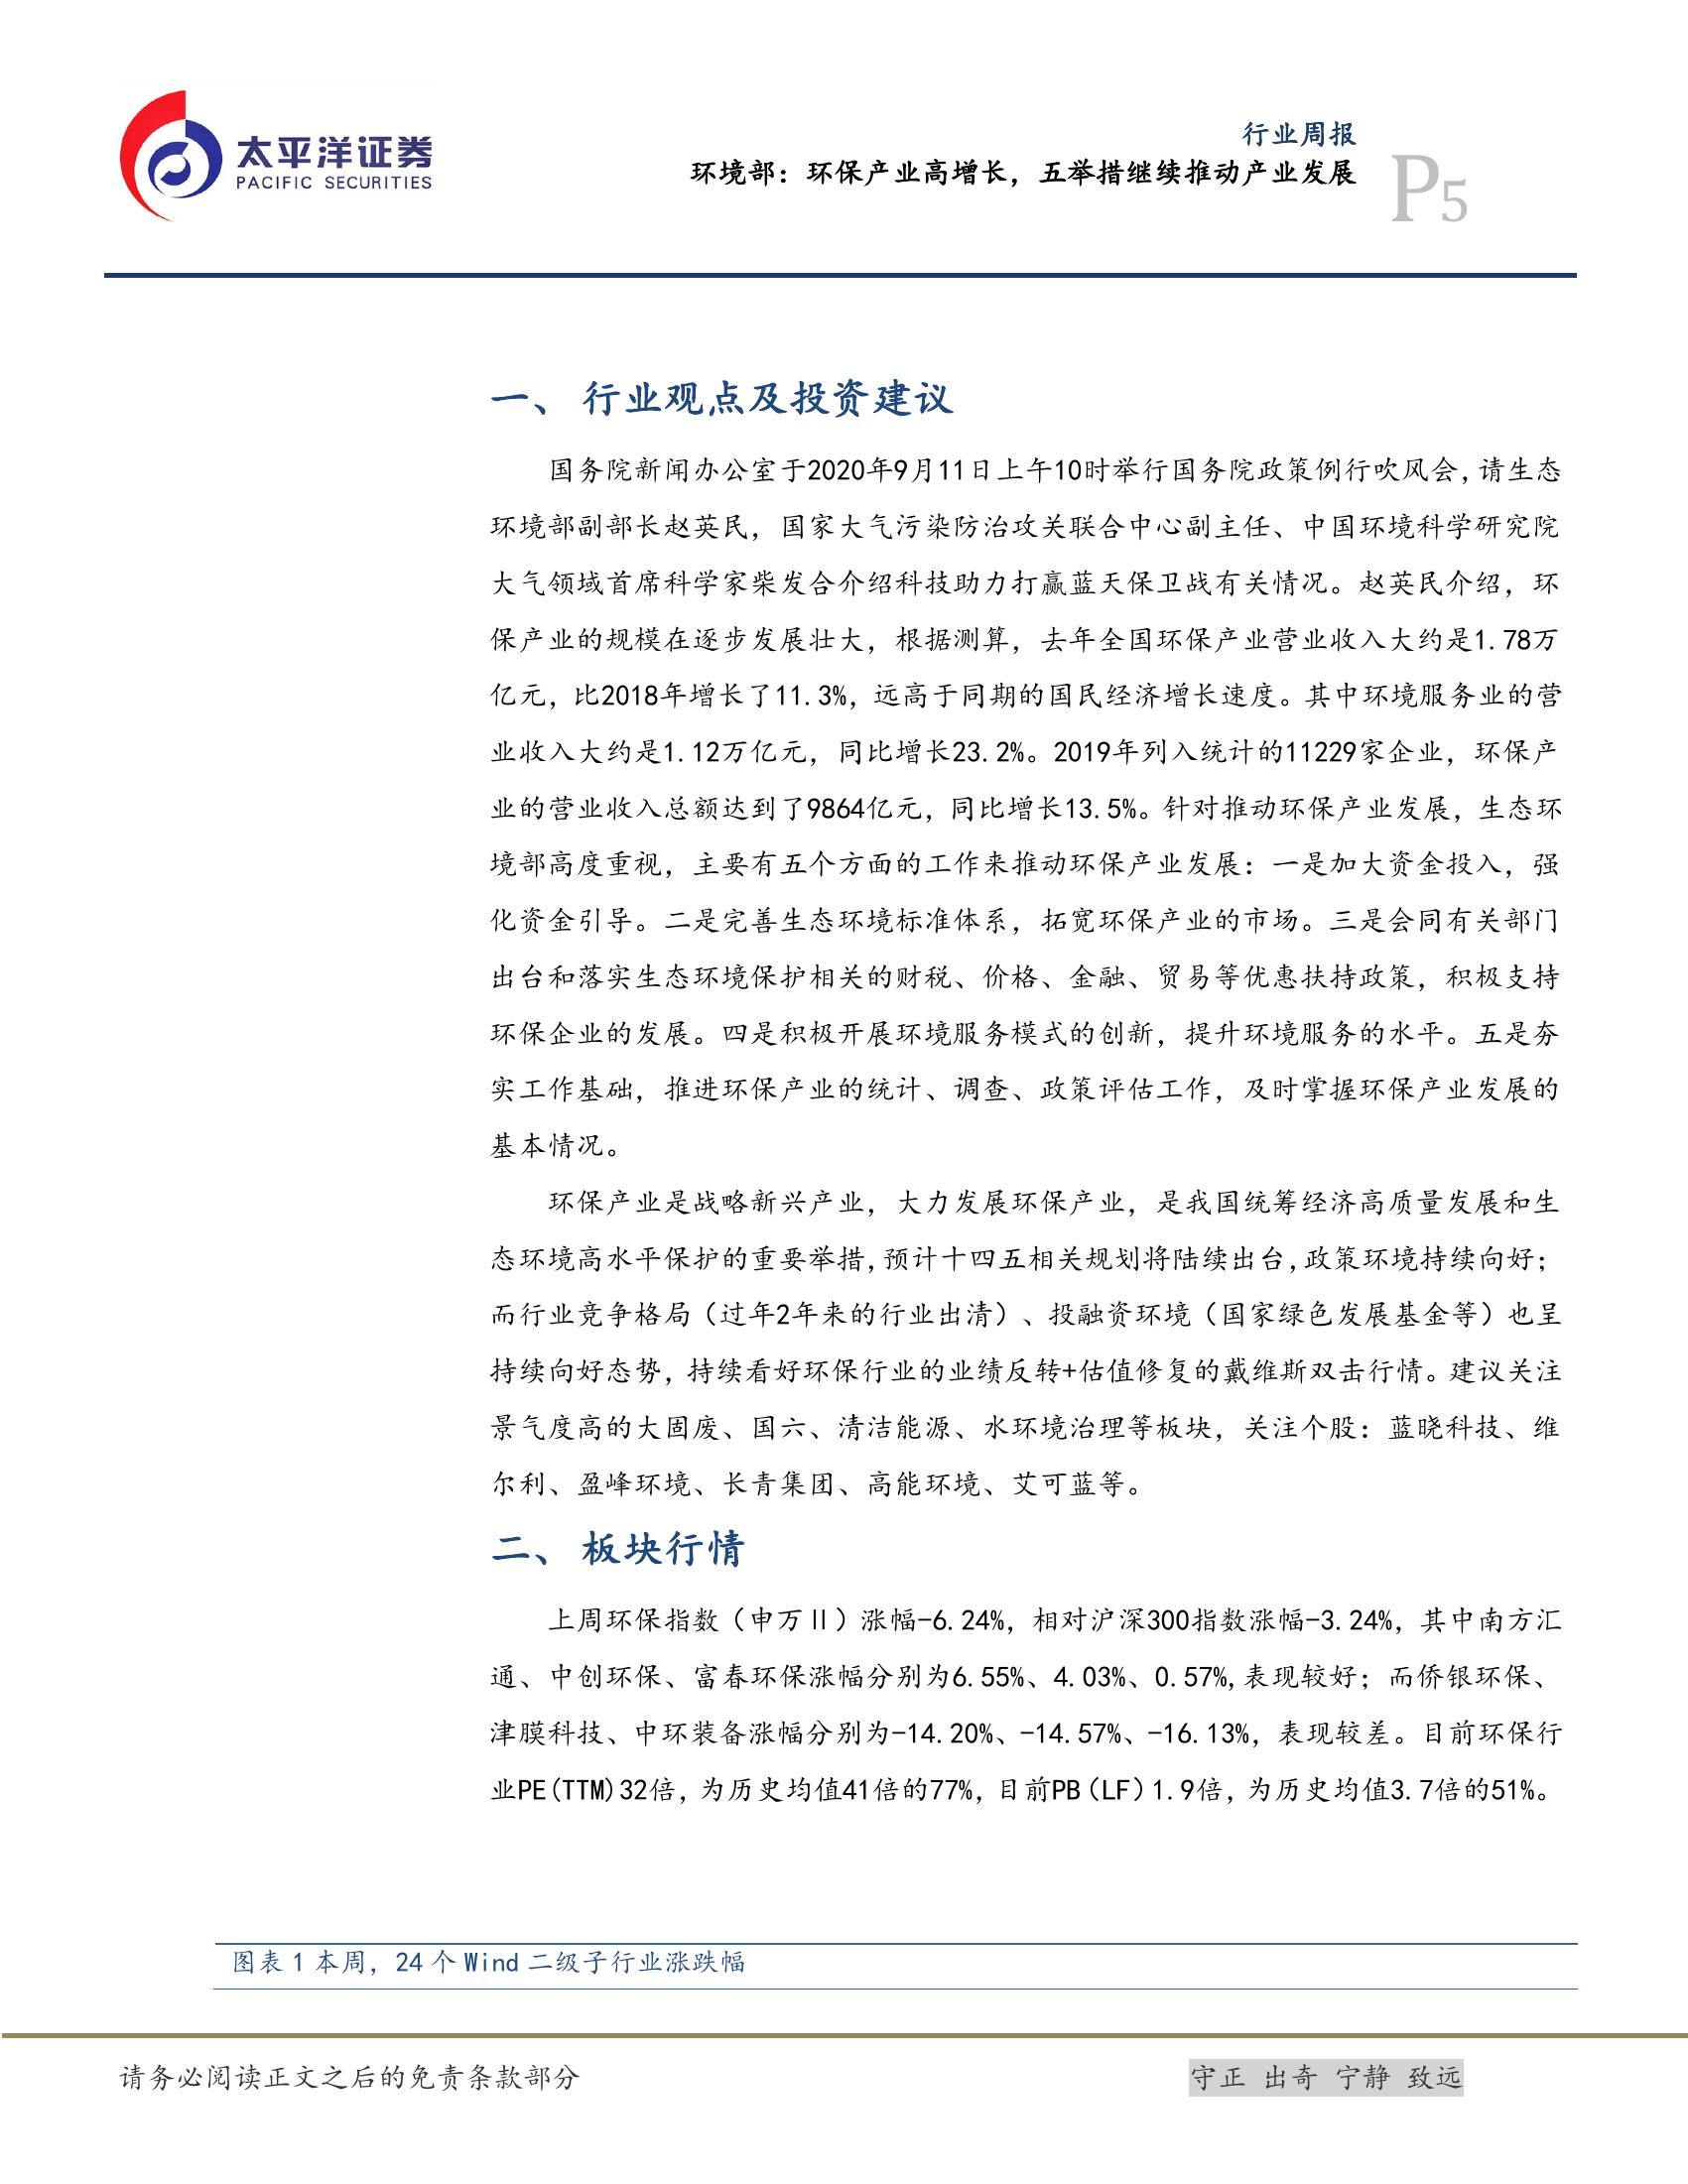 太平洋证券
PACIFIC SECURITIES
行业周报
环境部：环保产业高增长，五举措继续推动产业发展
P5
一、 行业观点及投资建议
国务院新闻办公室于2020年9月11日上午10时举行国务院政策例行吹风会,请生态
环境部副部长赵英民，国家大气污染防治攻关联合中心副主任、中国环境科学研究院
大气领域首席科学家柴发合介绍科技助力打赢蓝天保卫战有关情况。赵英民介绍，环
保产业的规模在逐步发展壮大，根据测算，去年全国环保产业营业收入大约是1.78万
亿元，比2018年增长了11.3%，远高于同期的国民经济增长速度。其中环境服务业的营
业收入大约是1.12万亿元，同比增长23.2%。2019年列入统计的11229家企业，环保产
业的营业收入总额达到了9864亿元，同比增长13.5%。针对推动环保产业发展，生态环
境部高度重视，主要有五个方面的工作来推动环保产业发展：一是加大资金投入，强
化资金引导。二是完善生态环境标准体系，拓宽环保产业的市场。三是会同有关部门
出台和落实生态环境保护相关的财税、价格、金融、贸易等优惠扶持政策，积极支持
环保企业的发展。四是积极开展环境服务模式的创新，提升环境服务的水平。五是夯
实工作基础，推进环保产业的统计、调查、政策评估工作，及时掌握环保产业发展的
基本情况。
环保产业是战略新兴产业，大力发展环保产业，是我国统筹经济高质量发展和生
态环境高水平保护的重要举措,预计十四五相关规划将陆续出台,政策环境持续向好；
而行业竞争格局（过年2年来的行业出清）、投融资环境（国家绿色发展基金等）也呈
持续向好态势，持续看好环保行业的业绩反转+估值修复的戴维斯双击行情。建议关注
景气度高的大固废、国六、清洁能源、水环境治理等板块，关注个股：蓝晓科技、维
尔利、盈峰环境、长青集团、高能环境、艾可蓝等。
二、 板块行情
上周环保指数（申万Ⅱ）涨幅-6.24%，相对沪深300指数涨幅-3.24%，其中南方汇
通、中创环保、富春环保涨幅分别为6.55%、4.03%、0.57%,表现较好；而侨银环保、
津膜科技、中环装备涨幅分别为-14.20%、-14.57%、-16.13%，表现较差。目前环保行
业PE(TTM)32倍，为历史均值41倍的77%，目前PB（LF）1.9倍，为历史均值3.7倍的51%。
图表 1 本周，24 个 Wind 二级子行业涨跌幅
请务必阅读正文之后的免责条款部分
守正 出奇 宁静 致远